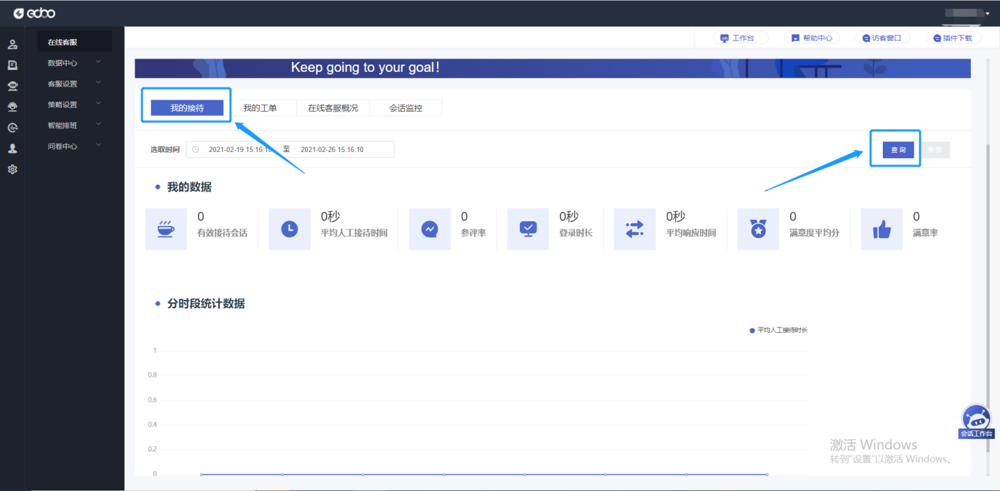 edbo
在线客服
数据中心
客服设置
策略设置
智能排班
问卷中心
工作台
帮助中心
访客窗口
插件下载
Keep going to your goal!
我的接待
我的工单
在线客服概况
会话监控
选取时间
2021-02-19 15:16:10
至
2021-02-26 15:16:10
查询
我的数据
0
有效接待会话
0秒
平均人工接待时间
0
参评率
0秒
登录时长
0秒
平均响应时间
0
满意度平均分
0
满意率
分时段统计数据
平均人工接待时长
1
0.8
0.6
0.4
0.2
0
会话工作台
激活 Windows
转到"设置"以激活 Windows。